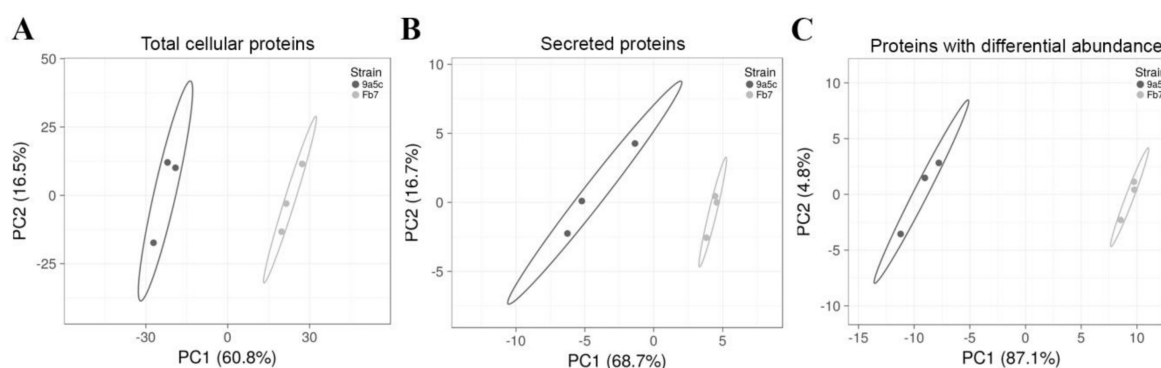 A
Total cellular proteins
Strain
9a5c
Fb7
50
25
0
-25
PC2 (16.5%)
-30
0
30
PC1 (60.8%)
B
Secreted proteins
Strain
9a5c
Fb7
10
5
0
-5
PC2 (16.7%)
-10
-5
0
5
PC1 (68.7%)
C
Proteins with differential abundance
Strain
9a5c
Fb7
10
5
0
-5
-10
PC2 (4.8%)
-15
-10
-5
0
5
10
PC1 (87.1%)